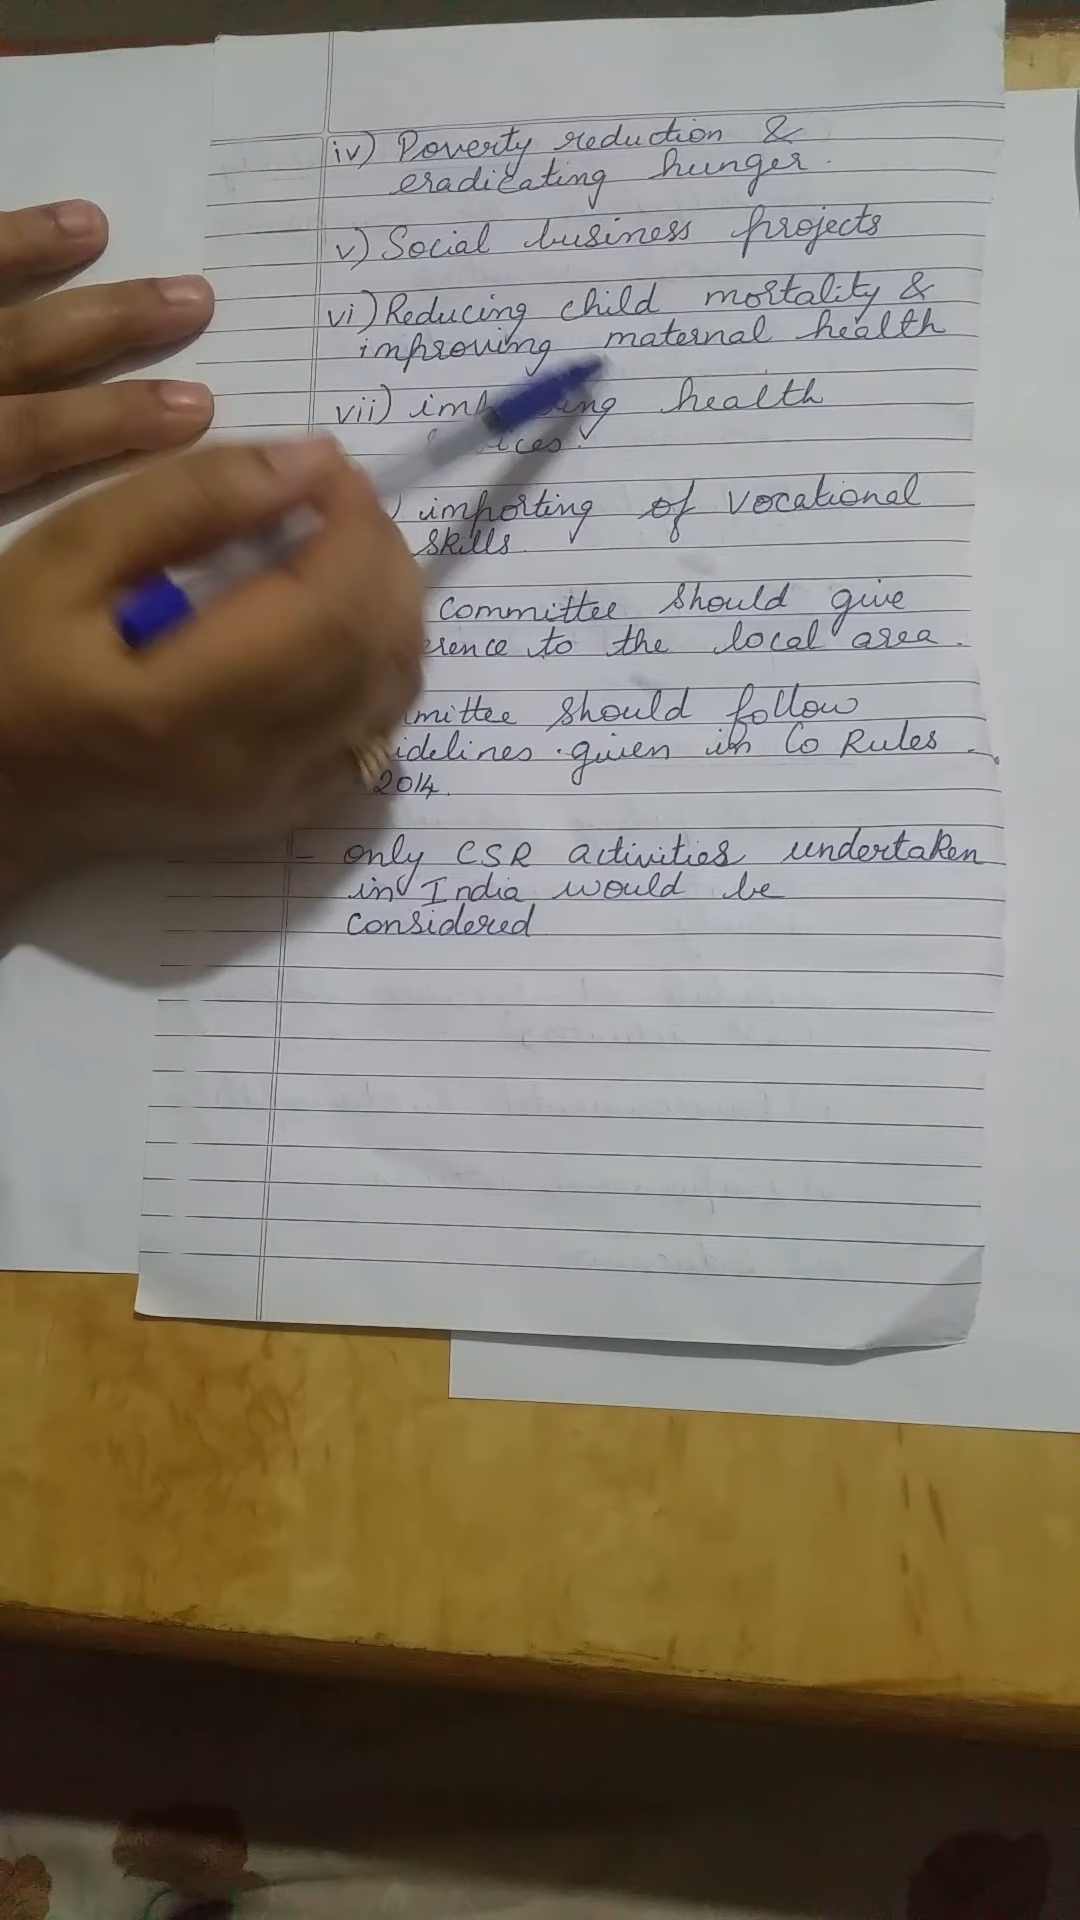 iv) Poverty reduction &
eradicating hunger.
v) Social business projects
vi) Reducing child mortality &
improving maternal health
vii) health
importing of vocational
skills.
committee should give
to the local area.
should follow
given in Co Rules
2014.
- only CSR activities undertaken
in India would be
considered